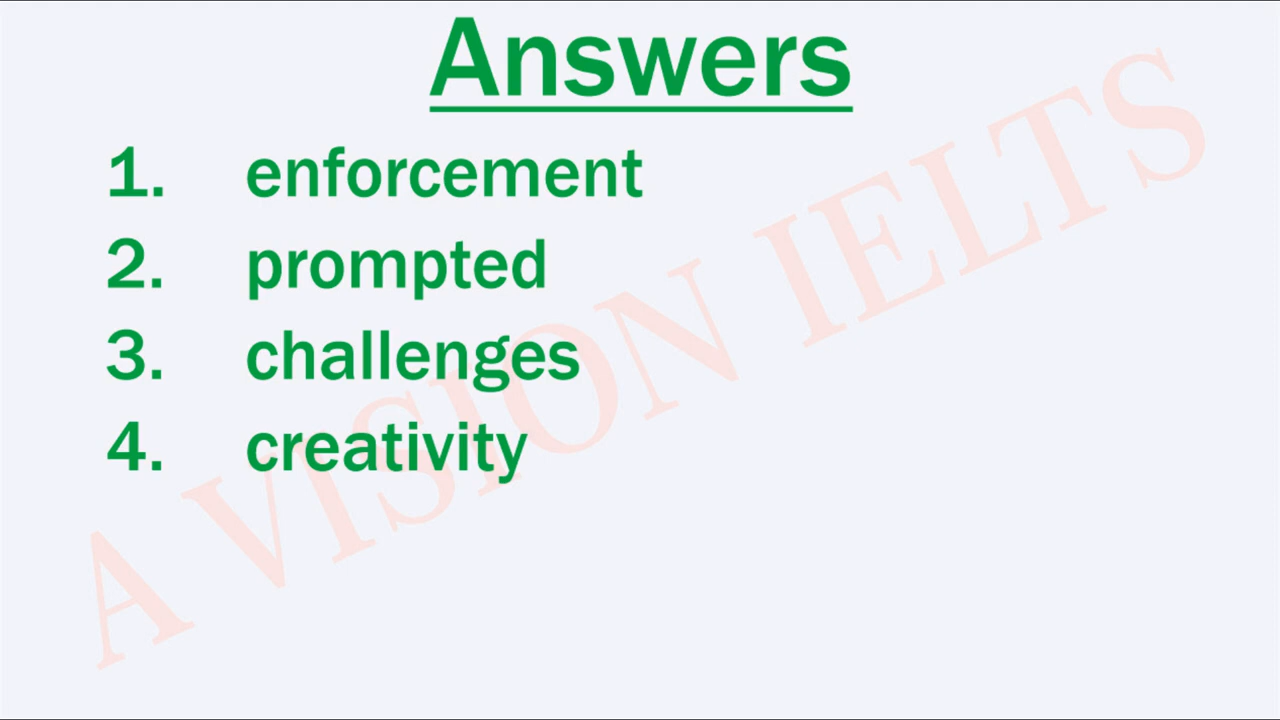 Answers
1. enforcement
2. prompted
3. challenges
4. creativity
A VISION IELTS